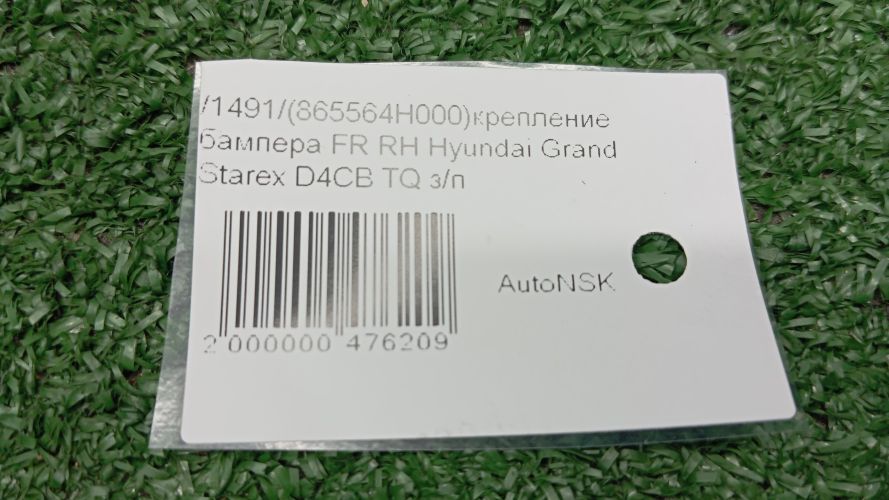 /1491/(865564H000)крепление
бампера FR RH Hyundai Grand
Starex D4CB TQ з/п
AutoNSK
2 000000 476209